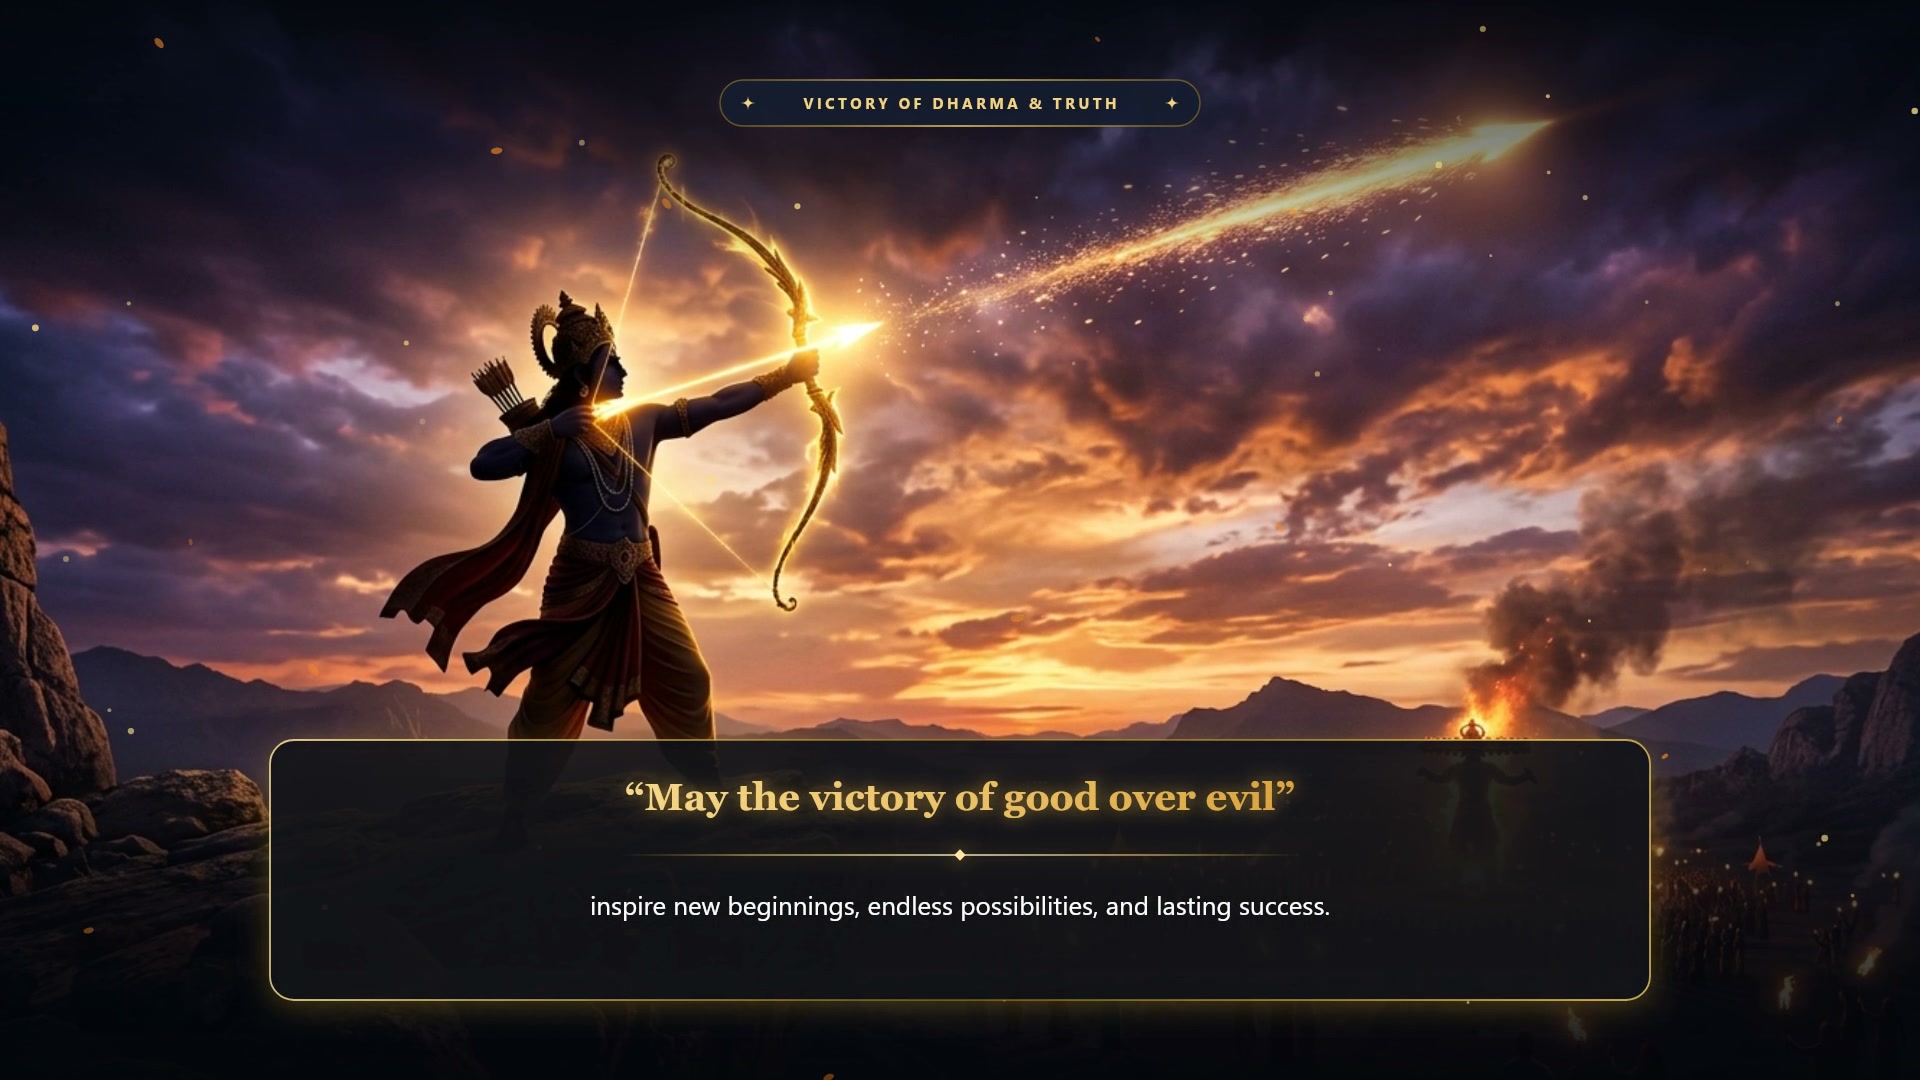 VICTORY OF DHARMA & TRUTH
“May the victory of good over evil”
inspire new beginnings, endless possibilities, and lasting success.